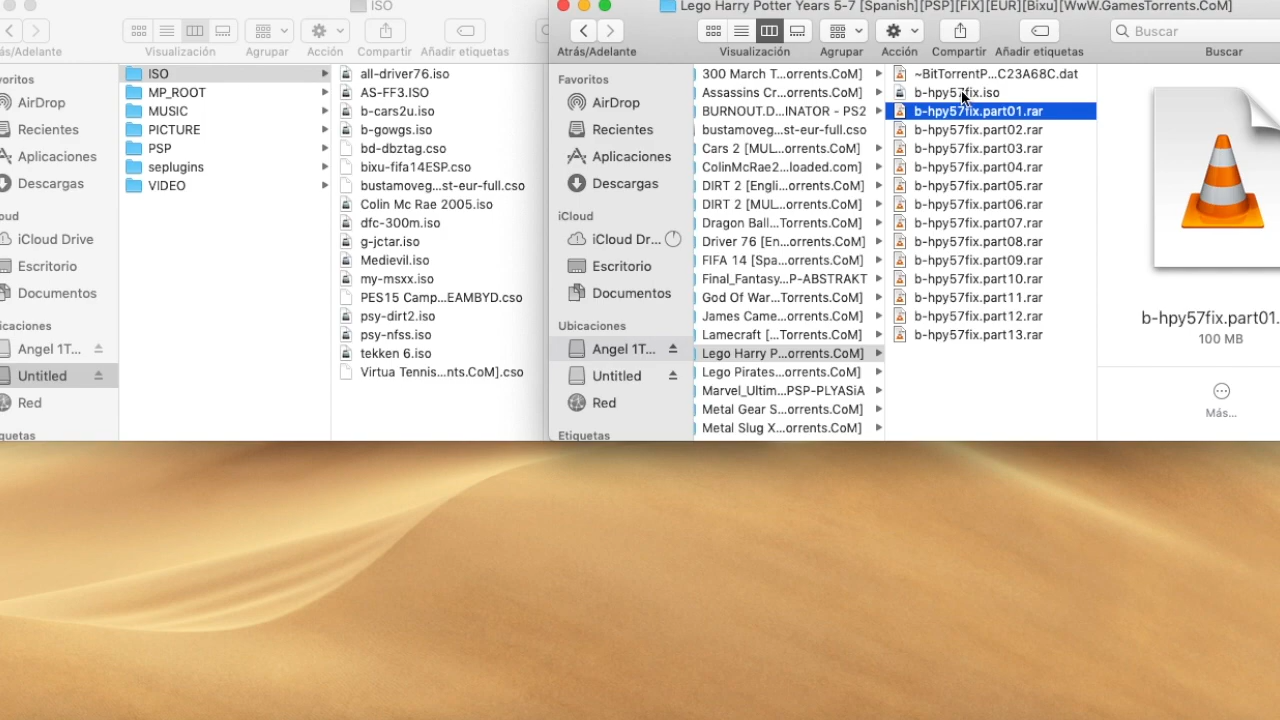 ISO
ás/Adelante
Visualización
Agrupar
Acción
Compartir
Añadir etiquetas
voritos
AirDrop
Recientes
Aplicaciones
Descargas
oud
iCloud Drive
Escritorio
Documentos
icaciones
Angel 1T...
Untitled
Red
quetas
ISO
MP_ROOT
MUSIC
PICTURE
PSP
seplugins
VIDEO
all-driver76.iso
AS-FF3.ISO
b-cars2u.iso
b-gowgs.iso
bd-dbztag.cso
bixu-fifa14ESP.cso
bustamoveg...st-eur-full.cso
Colin Mc Rae 2005.iso
dfc-300m.iso
g-jctar.iso
Medievil.iso
my-msxx.iso
PES15 Camp...EAMBYD.cso
psy-dirt2.iso
psy-nfss.iso
tekken 6.iso
Virtua Tennis...nts.CoM].cso
Lego Harry Potter Years 5-7 [Spanish][PSP][FIX][EUR][Bixu][WwW.GamesTorrents.CoM]
Atrás/Adelante
Visualización
Agrupar
Acción
Compartir
Añadir etiquetas
Buscar
Buscar
Favoritos
AirDrop
Recientes
Aplicaciones
Descargas
iCloud
iCloud Dr...
Escritorio
Documentos
Ubicaciones
Angel 1T...
Untitled
Red
Etiquetas
300 March T...orrents.CoM]
Assassins Cr...orrents.CoM]
BURNOUT.D...INATOR - PS2
bustamoveg...st-eur-full.cso
Cars 2 [MUL...orrents.CoM]
ColinMcRae2...loaded.com]
DIRT 2 [Engli...orrents.CoM]
DIRT 2 [MUL...orrents.CoM]
Dragon Ball...Torrents.CoM]
Driver 76 [En...orrents.CoM]
FIFA 14 [Spa...orrents.CoM]
Final_Fantasy...P-ABSTRAKT
God Of War...Torrents.CoM]
James Came...orrents.CoM]
Lamecraft [...Torrents.CoM]
Lego Harry P...orrents.CoM]
Lego Pirates...orrents.CoM]
Marvel_Ultim...PSP-PLYASiA
Metal Gear S...orrents.CoM]
Metal Slug X...orrents.CoM]
~BitTorrentP...C23A68C.dat
b-hpy57fix.iso
b-hpy57fix.part01.rar
b-hpy57fix.part02.rar
b-hpy57fix.part03.rar
b-hpy57fix.part04.rar
b-hpy57fix.part05.rar
b-hpy57fix.part06.rar
b-hpy57fix.part07.rar
b-hpy57fix.part08.rar
b-hpy57fix.part09.rar
b-hpy57fix.part10.rar
b-hpy57fix.part11.rar
b-hpy57fix.part12.rar
b-hpy57fix.part13.rar
b-hpy57fix.part01.
100 MB
Más...